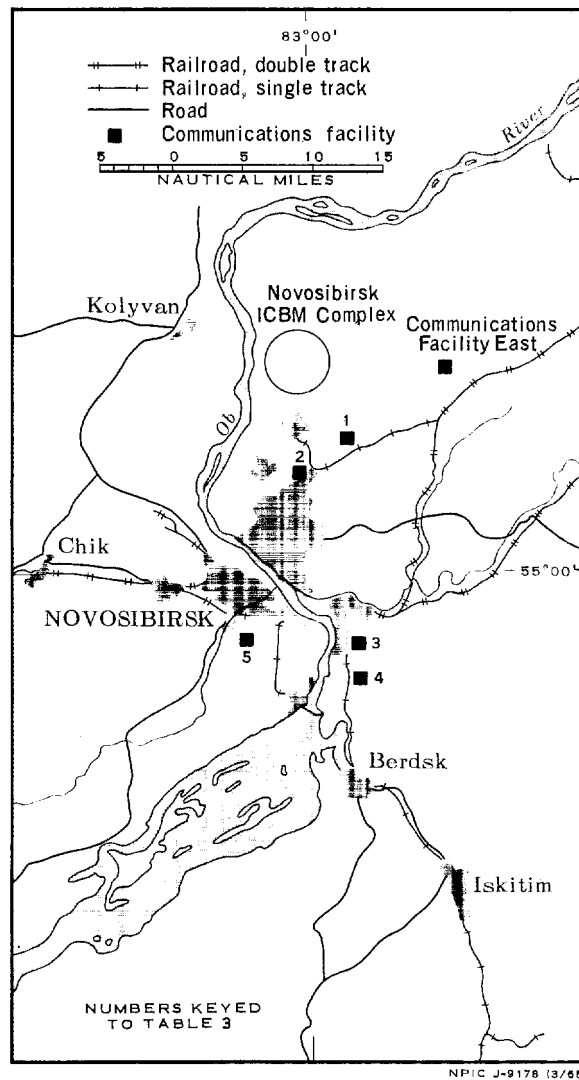 83°00'
Railroad, double track
Railroad, single track
Road
Communications facility
5 0 5 10 15
NAUTICAL MILES
River
Kolyvan
Novosibirsk
ICBM Complex
Communications
Facility East
Ob
1
2
Chik
55°00'
NOVOSIBIRSK
3
5
4
Berdsk
Iskitim
NUMBERS KEYED
TO TABLE 3
NPIC J-9178 (3/65